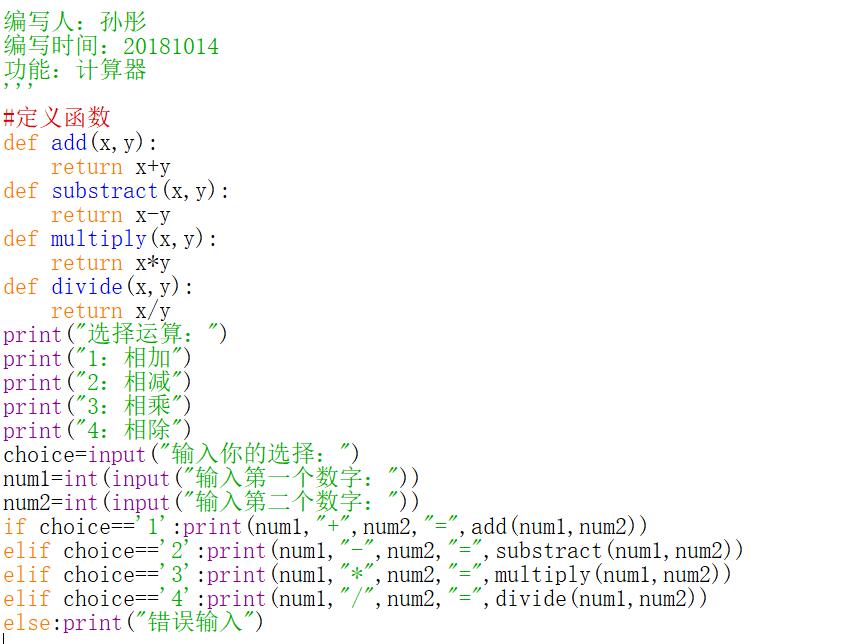 编写人：孙彤
编写时间：20181014
功能：计算器
'''
#定义函数
def add(x,y):
    return x+y
def substract(x,y):
    return x-y
def multiply(x,y):
    return x*y
def divide(x,y):
    return x/y
print("选择运算：")
print("1：相加")
print("2：相减")
print("3：相乘")
print("4：相除")
choice=input("输入你的选择：")
num1=int(input("输入第一个数字："))
num2=int(input("输入第二个数字："))
if choice=='1':print(num1,"+",num2,"=",add(num1,num2))
elif choice=='2':print(num1,"-",num2,"=",substract(num1,num2))
elif choice=='3':print(num1,"*",num2,"=",multiply(num1,num2))
elif choice=='4':print(num1,"/",num2,"=",divide(num1,num2))
else:print("错误输入")